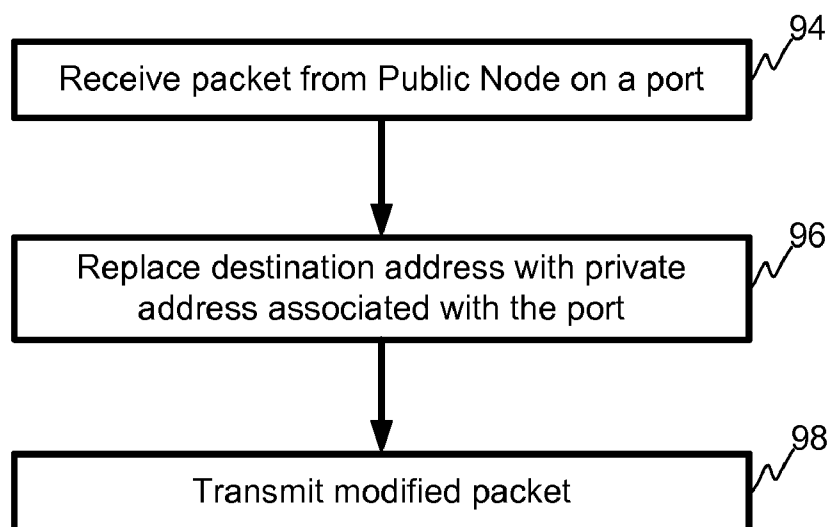 94
Receive packet from Public Node on a port
96
Replace destination address with private
address associated with the port
98
Transmit modified packet